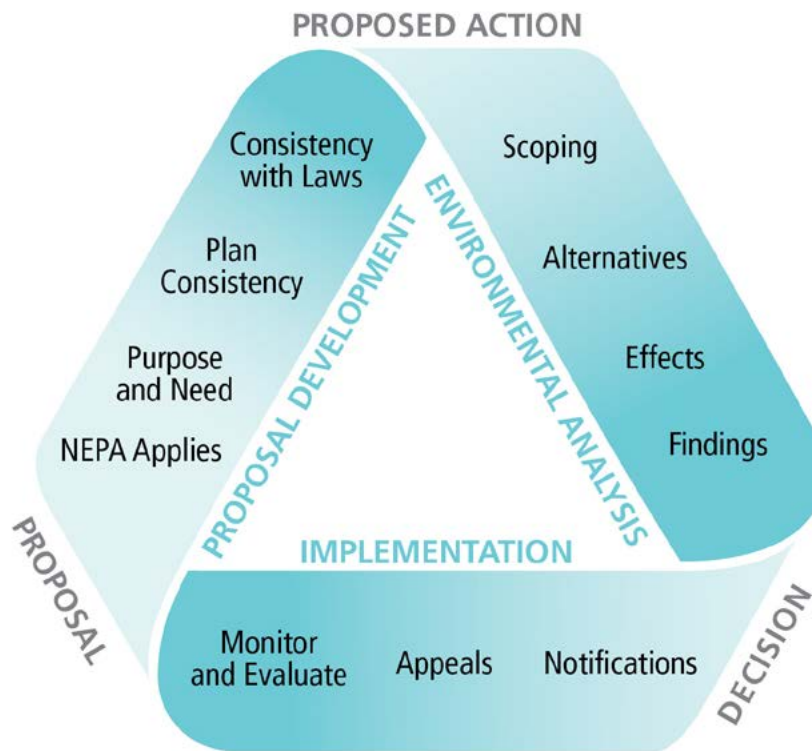 PROPOSED ACTION
Consistency
with Laws
Plan
Consistency
Purpose
and Need
NEPA Applies
PROPOSAL DEVELOPMENT
PROPOSAL
Scoping
Alternatives
Effects
Findings
ENVIRONMENTAL ANALYSIS
DECISION
IMPLEMENTATION
Monitor
and Evaluate
Appeals
Notifications